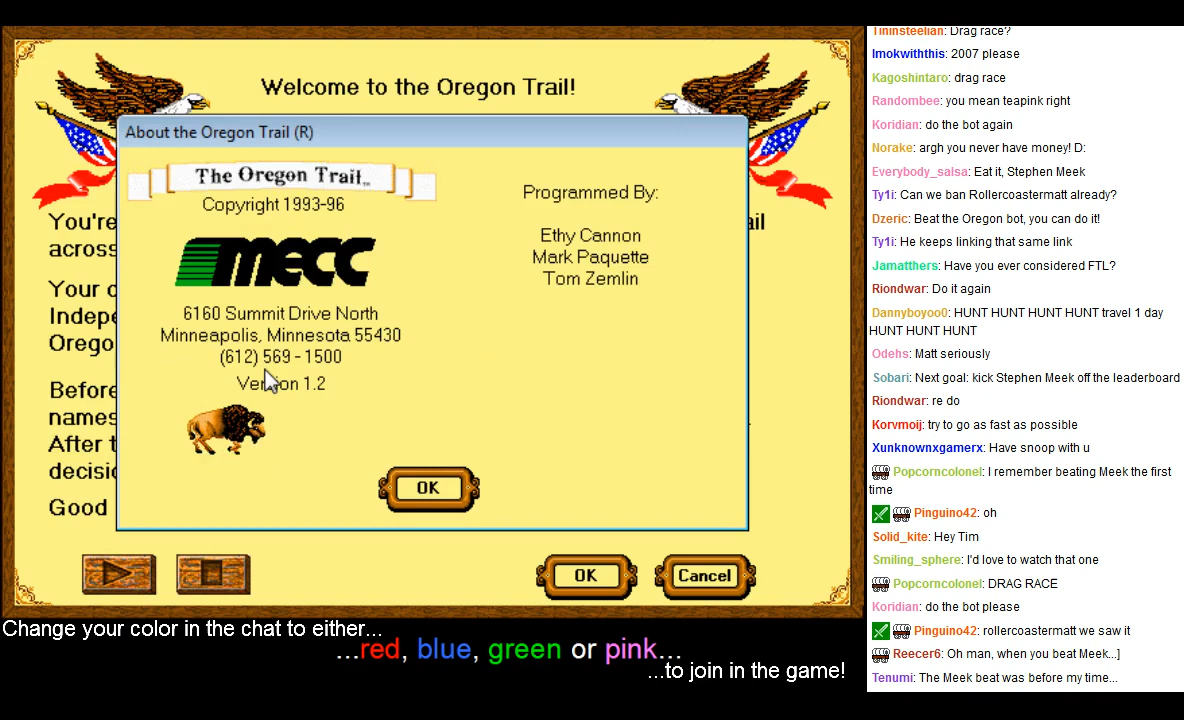 Welcome to the Oregon Trail!
About the Oregon Trail (R)
The Oregon Trail™
Copyright 1993-96
mecc
6160 Summit Drive North
Minneapolis, Minnesota 55430
(612) 569-1500
Version 1.2
Programmed By:
Ethy Cannon
Mark Paquette
Tom Zemlin
OK
You're
ail
across
Your
Indepe
Orego
Before
names
After t
decisio
Good
OK
Cancel
Change your color in the chat to either...
...red, blue, green or pink...
...to join in the game!
Tininsteelian: Drag race?
Imokwiththis: 2007 please
Kagoshintaro: drag race
Randombee: you mean teapink right
Koridian: do the bot again
Norake: argh you never have money! D:
Everybody_salsa: Eat it, Stephen Meek
Ty1i: Can we ban Rollercoastermatt already?
Dzeric: Beat the Oregon bot, you can do it!
Ty1i: He keeps linking that same link
Jamatthers: Have you ever considered FTL?
Riondwar: Do it again
Dannyboyoo0: HUNT HUNT HUNT HUNT travel 1 day
HUNT HUNT HUNT
Odehs: Matt seriously
Sobari: Next goal: kick Stephen Meek off the leaderboard
Riondwar: re do
Korvmoij: try to go as fast as possible
Xunknownxgamerx: Have snoop with u
Popcorncolonel: I remember beating Meek the first
time
Pinguino42: oh
Solid_kite: Hey Tim
Smiling_sphere: I'd love to watch that one
Popcorncolonel: DRAG RACE
Koridian: do the bot please
Pinguino42: rollercoastermatt we saw it
Reecer6: Oh man, when you beat Meek...]
Tenumi: The Meek beat was before my time...